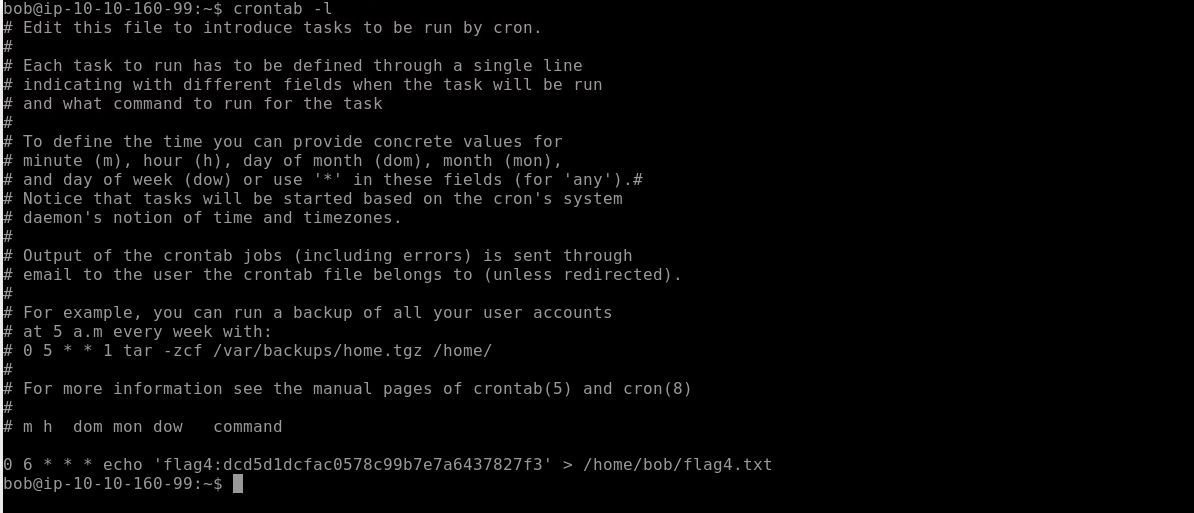 bob@ip-10-10-160-99:~$ crontab -l
# Edit this file to introduce tasks to be run by cron.
#
# Each task to run has to be defined through a single line
# indicating with different fields when the task will be run
# and what command to run for the task
#
# To define the time you can provide concrete values for
# minute (m), hour (h), day of month (dom), month (mon),
# and day of week (dow) or use '*' in these fields (for 'any').#
# Notice that tasks will be started based on the cron's system
# daemon's notion of time and timezones.
#
# Output of the crontab jobs (including errors) is sent through
# email to the user the crontab file belongs to (unless redirected).
#
# For example, you can run a backup of all your user accounts
# at 5 a.m every week with:
# 0 5 * * 1 tar -zcf /var/backups/home.tgz /home/
#
# For more information see the manual pages of crontab(5) and cron(8)
#
# m h  dom mon dow   command

0 6 * * * echo 'flag4:dcd5d1dcfac0578c99b7e7a6437827f3' > /home/bob/flag4.txt
bob@ip-10-10-160-99:~$